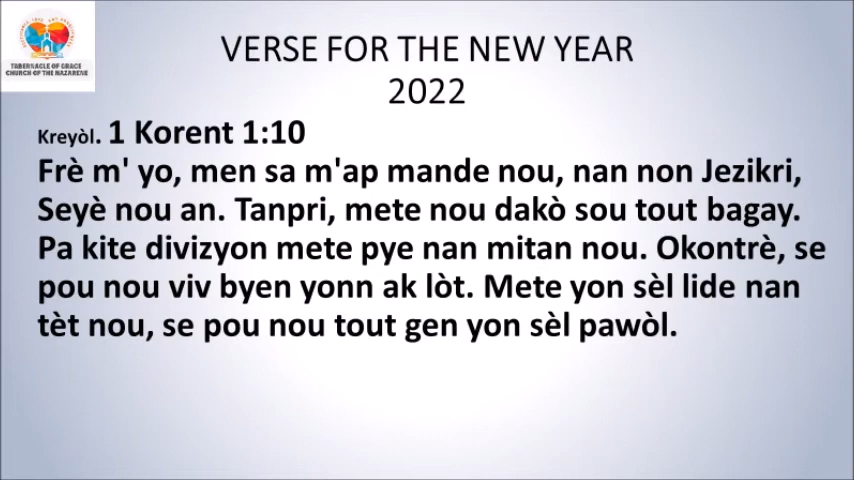 TABERNACLE OF GRACE
CHURCH OF THE NAZARENE
VERSE FOR THE NEW YEAR
2022
Kreyòl. 1 Korent 1:10
Frè m' yo, men sa m'ap mande nou, nan non Jezikri,
Seyè nou an. Tanpri, mete nou dakò sou tout bagay.
Pa kite divizyon mete pye nan mitan nou. Okontrè, se
pou nou viv byen yonn ak lòt. Mete yon sèl lide nan
tèt nou, se pou nou tout gen yon sèl pawòl.